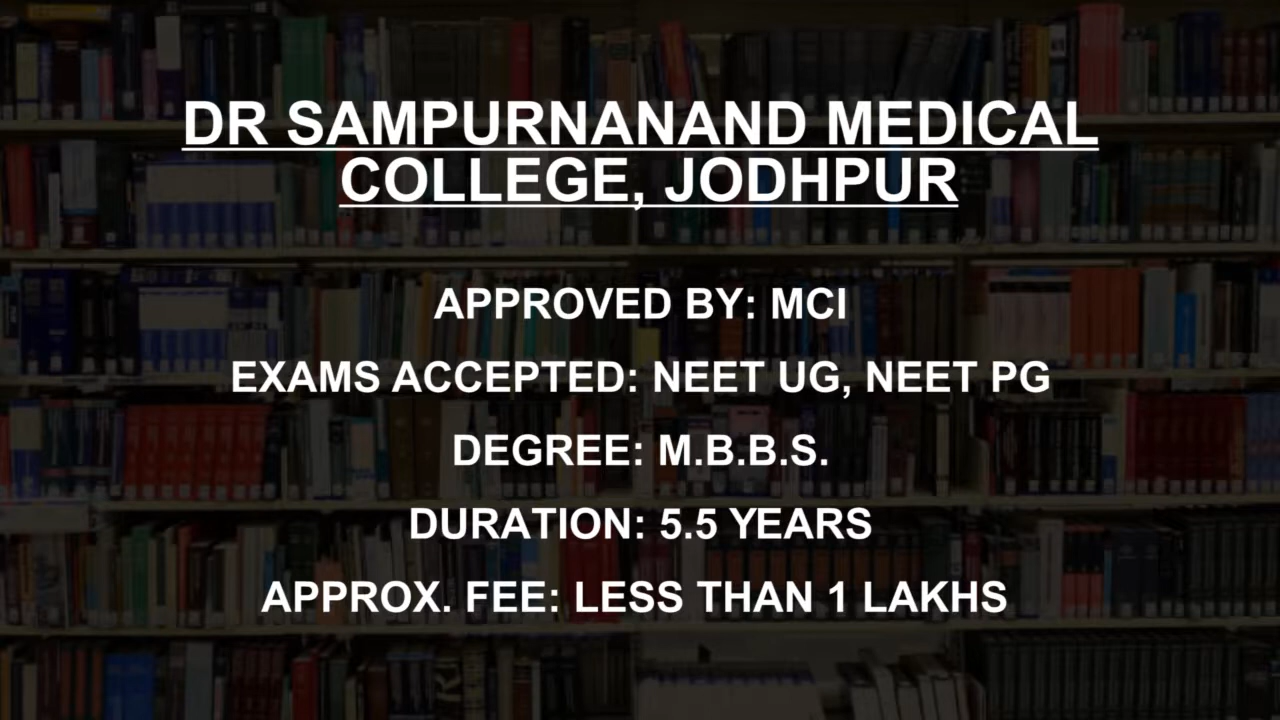 DR SAMPURNANAND MEDICAL
COLLEGE, JODHPUR
APPROVED BY: MCI
EXAMS ACCEPTED: NEET UG, NEET PG
DEGREE: M.B.B.S.
DURATION: 5.5 YEARS
APPROX. FEE: LESS THAN 1 LAKHS